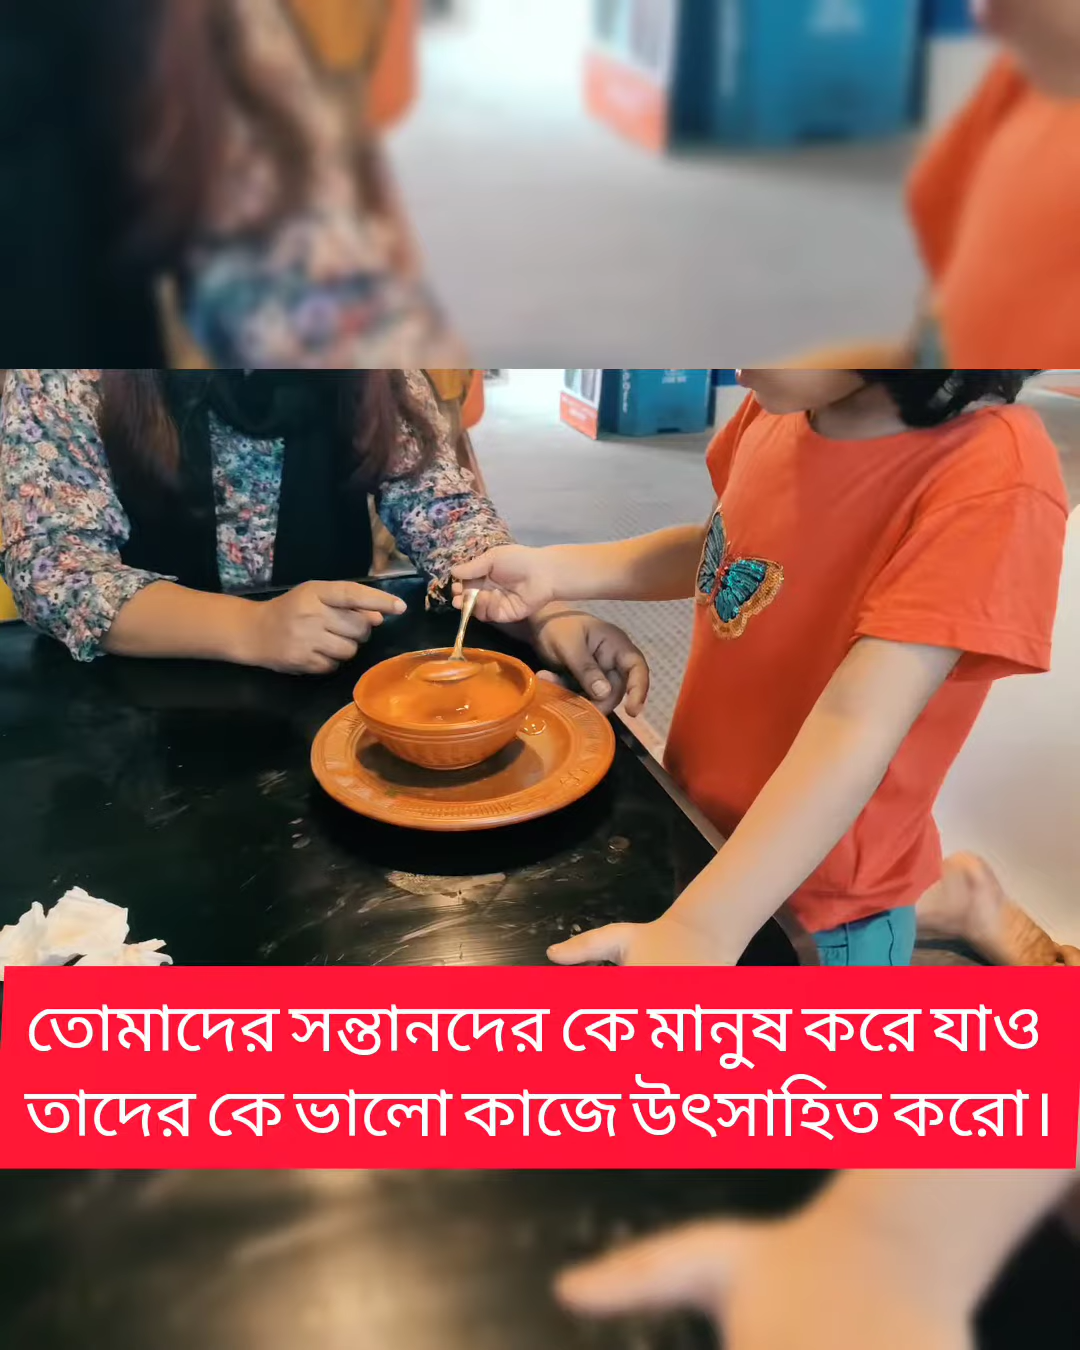 তোমাদের সন্তানদের কে মানুষ করে যাও
তাদের কে ভালো কাজে উৎসাহিত করো।